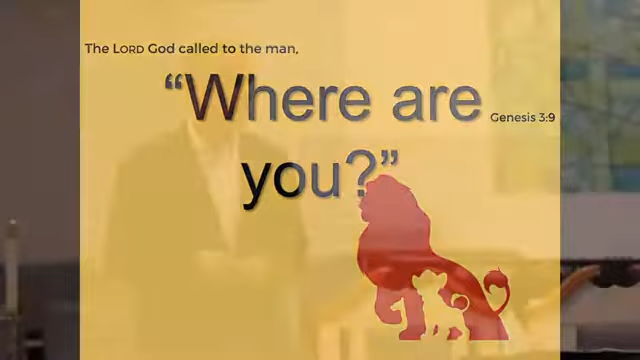 The LORD God called to the man,
“Where are
Genesis 3:9
you?”